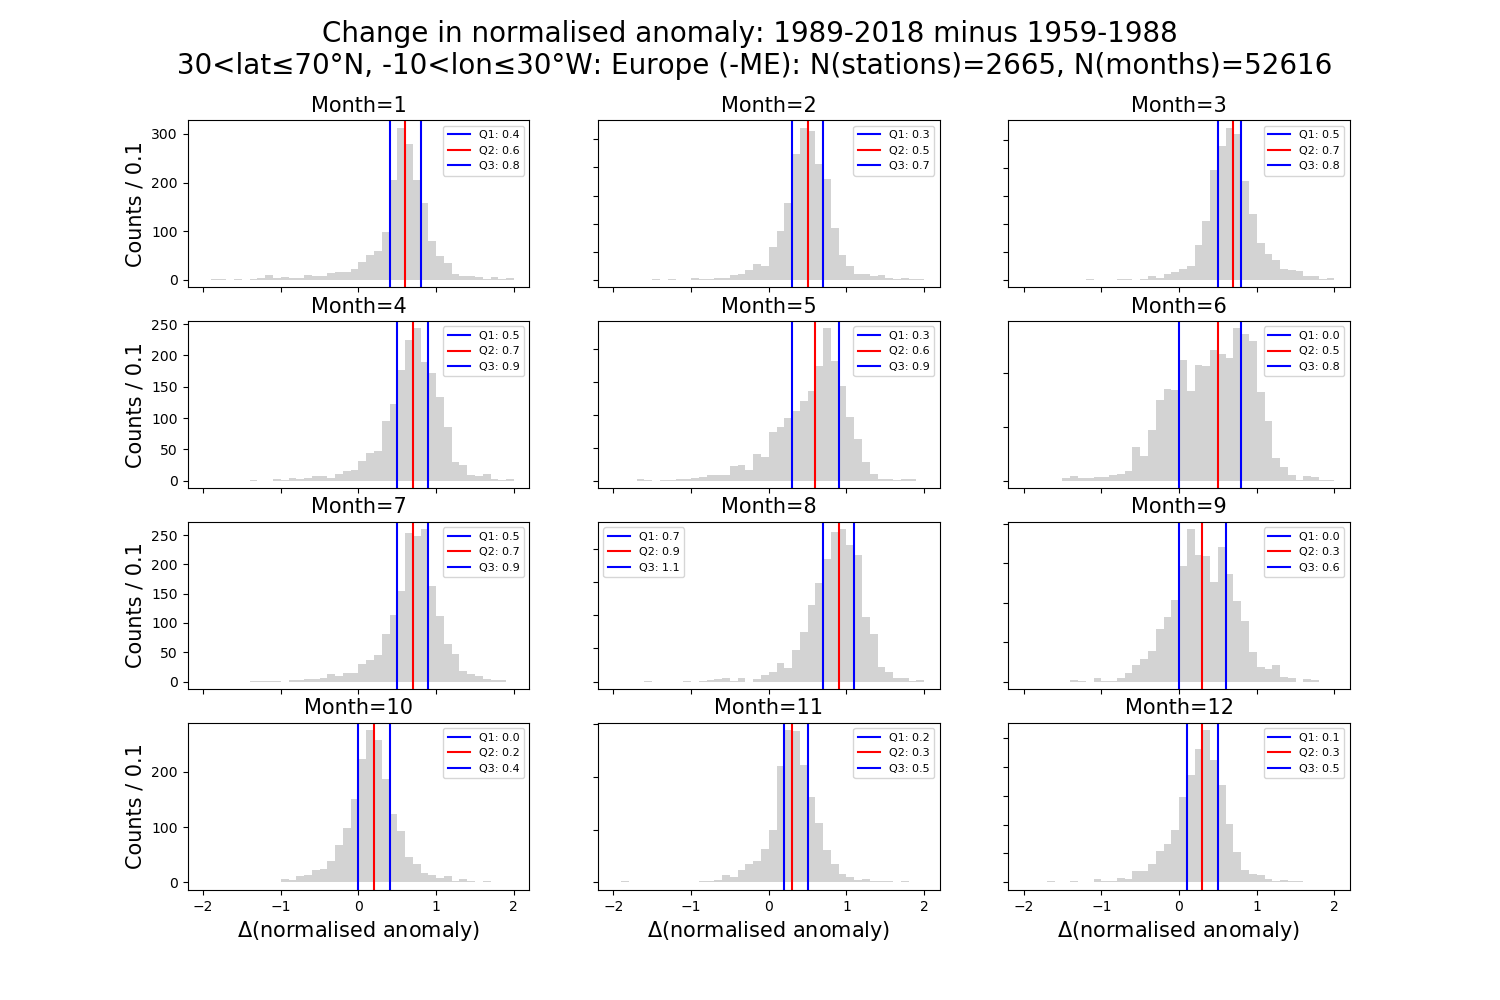 Change in normalised anomaly: 1989-2018 minus 1959-1988
30<lat≤70°N, -10<lon≤30°W: Europe (-ME): N(stations)=2665, N(months)=52616
Month=1
Month=2
Month=3
Counts / 0.1
300
200
100
0
Q1: 0.4
Q2: 0.6
Q3: 0.8
Q1: 0.3
Q2: 0.5
Q3: 0.7
Q1: 0.5
Q2: 0.7
Q3: 0.8
Month=4
Month=5
Month=6
Counts / 0.1
250
200
150
100
50
0
Q1: 0.5
Q2: 0.7
Q3: 0.9
Q1: 0.3
Q2: 0.6
Q3: 0.9
Q1: 0.0
Q2: 0.5
Q3: 0.8
Month=7
Month=8
Month=9
Counts / 0.1
250
200
150
100
50
0
Q1: 0.5
Q2: 0.7
Q3: 0.9
Q1: 0.7
Q2: 0.9
Q3: 1.1
Q1: 0.0
Q2: 0.3
Q3: 0.6
Month=10
Month=11
Month=12
Counts / 0.1
200
100
0
Q1: 0.0
Q2: 0.2
Q3: 0.4
Q1: 0.2
Q2: 0.3
Q3: 0.5
Q1: 0.1
Q2: 0.3
Q3: 0.5
−2 −1 0 1 2
−2 −1 0 1 2
−2 −1 0 1 2
Δ(normalised anomaly)
Δ(normalised anomaly)
Δ(normalised anomaly)